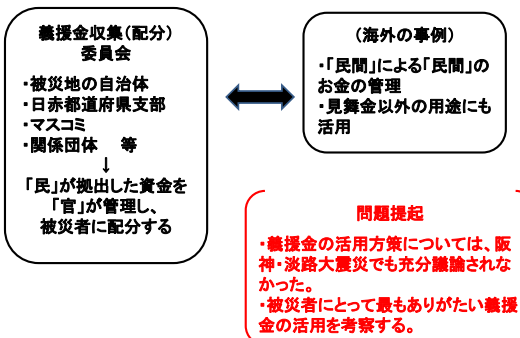 義援金収集(配分)
委員会
・被災地の自治体
・日赤都道府県支部
・マスコミ
・関係団体 等
↓
「民」が拠出した資金を
「官」が管理し、
被災者に配分する
(海外の事例)
・「民間」による「民間」の
お金の管理
・見舞金以外の用途にも
活用
問題提起
・義援金の活用方策については、阪
神・淡路大震災でも充分議論されな
かった。
・被災者にとって最もありがたい義援
金の活用を考察する。